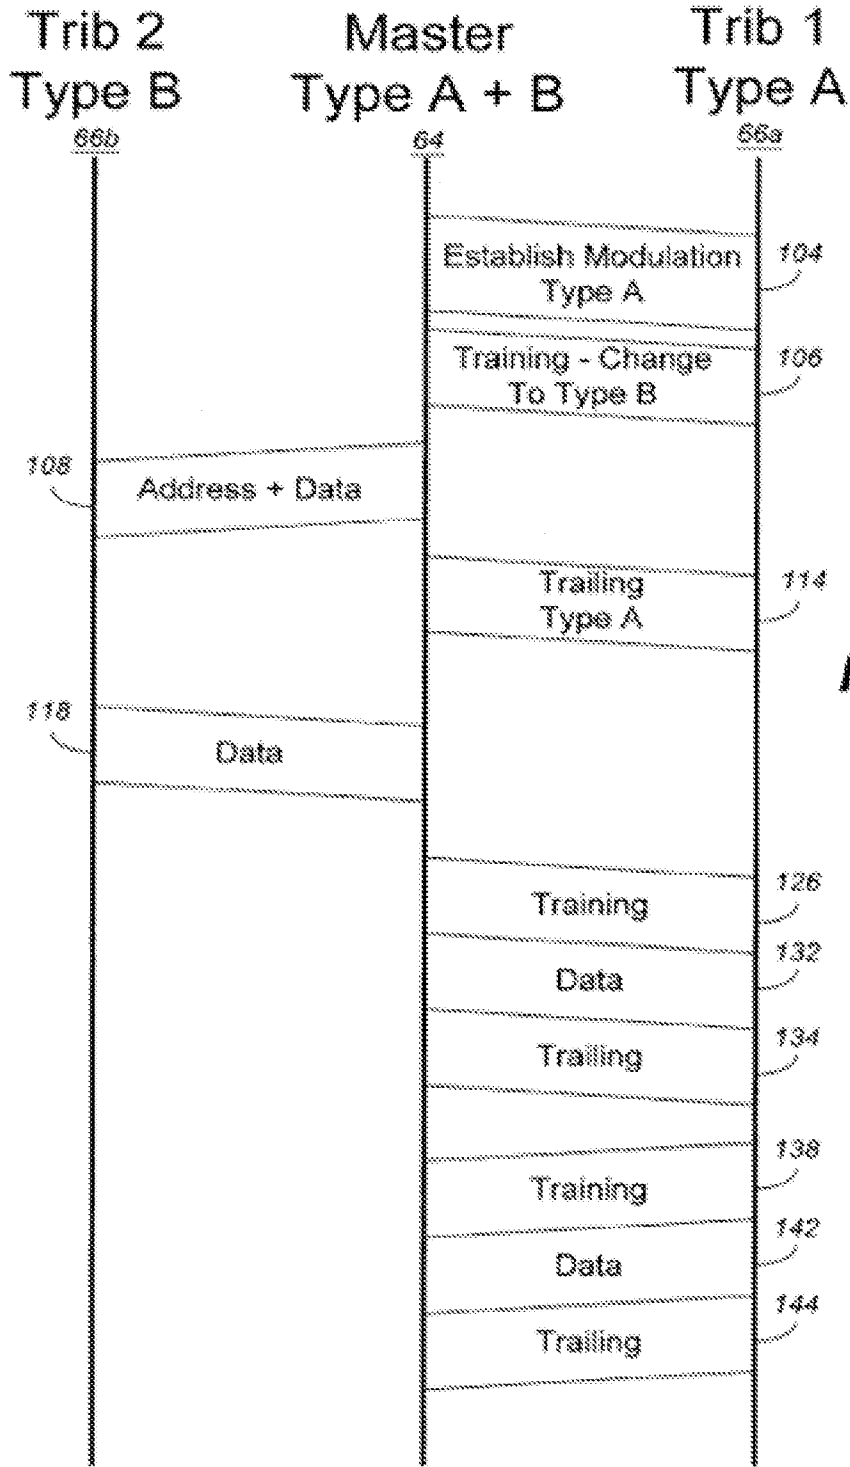 Trib 2
Type B
66b
Master
Type A + B
64
Trib 1
Type A
66a
Establish Modulation
Type A
104
Training - Change
To Type B
106
108
Address + Data
Trailing
Type A
114
118
Data
Training
126
Data
132
Trailing
134
Training
138
Data
142
Trailing
144